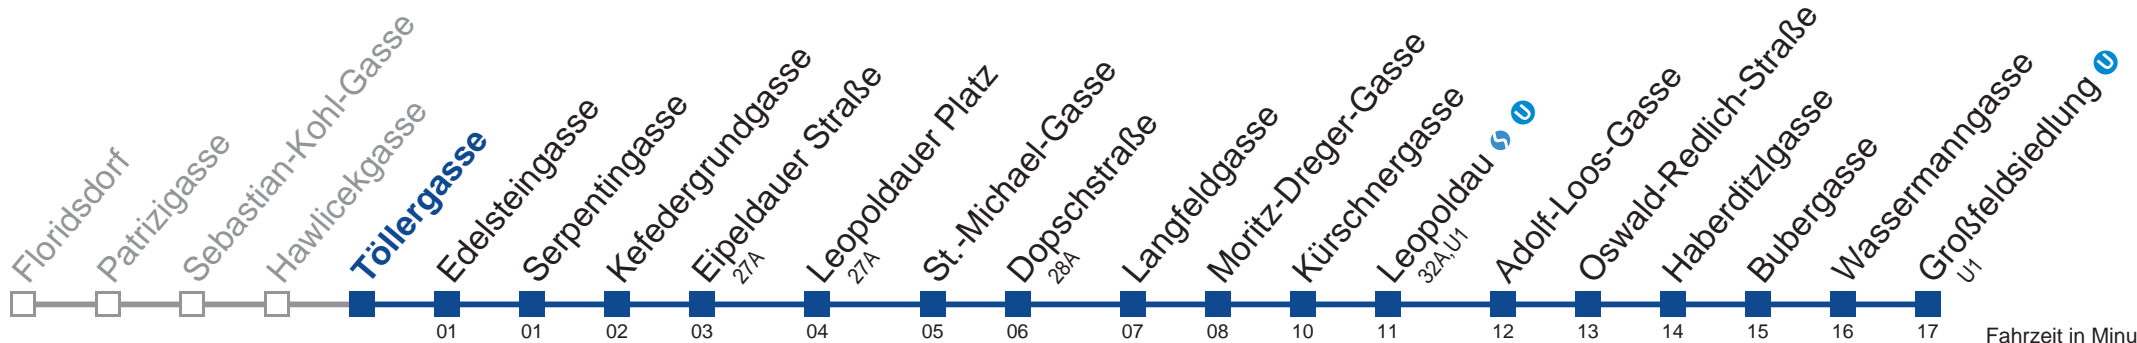 Floridsdorf
Patrizigasse
Sebastian-Kohl-Gasse
Hawlicekgasse
Töllergasse
Edelsteingasse
Serpentingasse
Kefedergrundgasse
Eipeldauer Straße
27A
Leopoldauer Platz
27A
St.-Michael-Gasse
Dopschstraße
28A
Langfeldgasse
Moritz-Dreger-Gasse
Kürschnergasse
Leopoldau U
32A,U1
Adolf-Loos-Gasse
Oswald-Redlich-Straße
Haberditzlgasse
Bubergasse
Wassermanngasse
Großfeldsiedlung U
U1
01 01 02 03 04 05 06 07 08 10 11 12 13 14 15 16 17 Fahrzeit in Minu